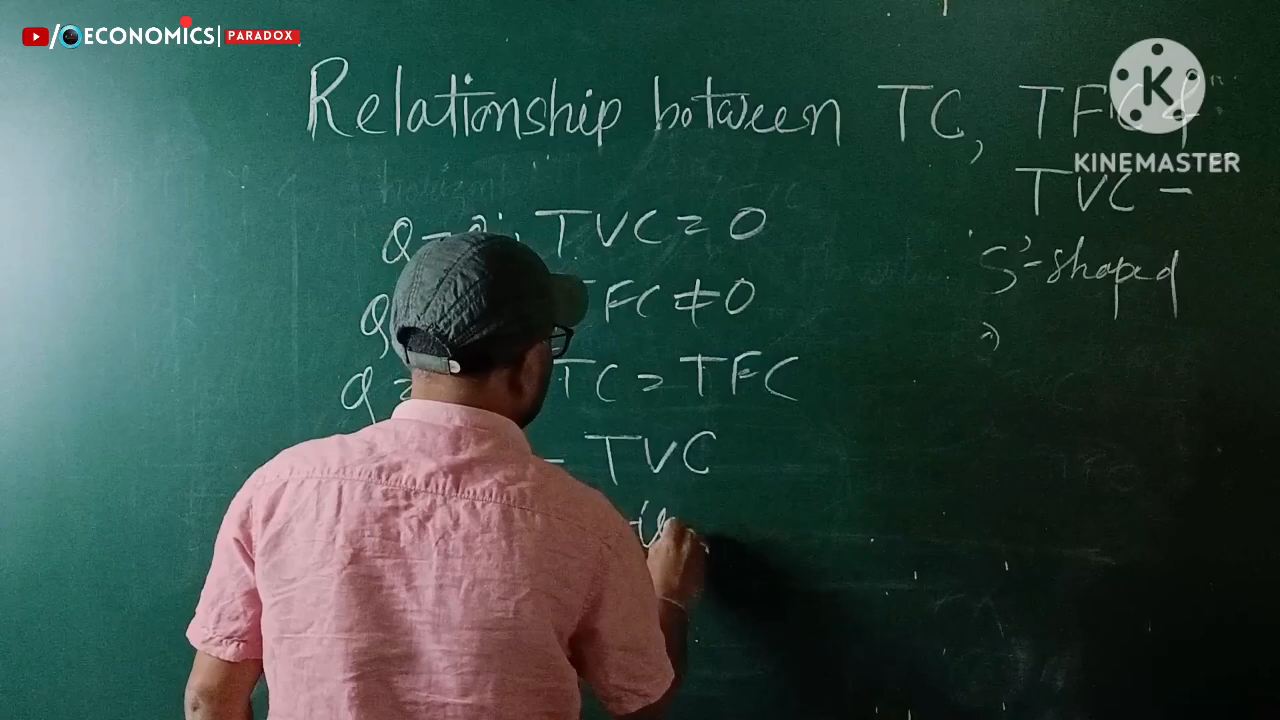 / ECONOMICS| PARADOX
Relationship between TC, TFC &
TVC -
KINEMASTER
Q = 0; TVC = 0
TFC ≠ 0
TC = TFC
- TVC
'S'-shaped